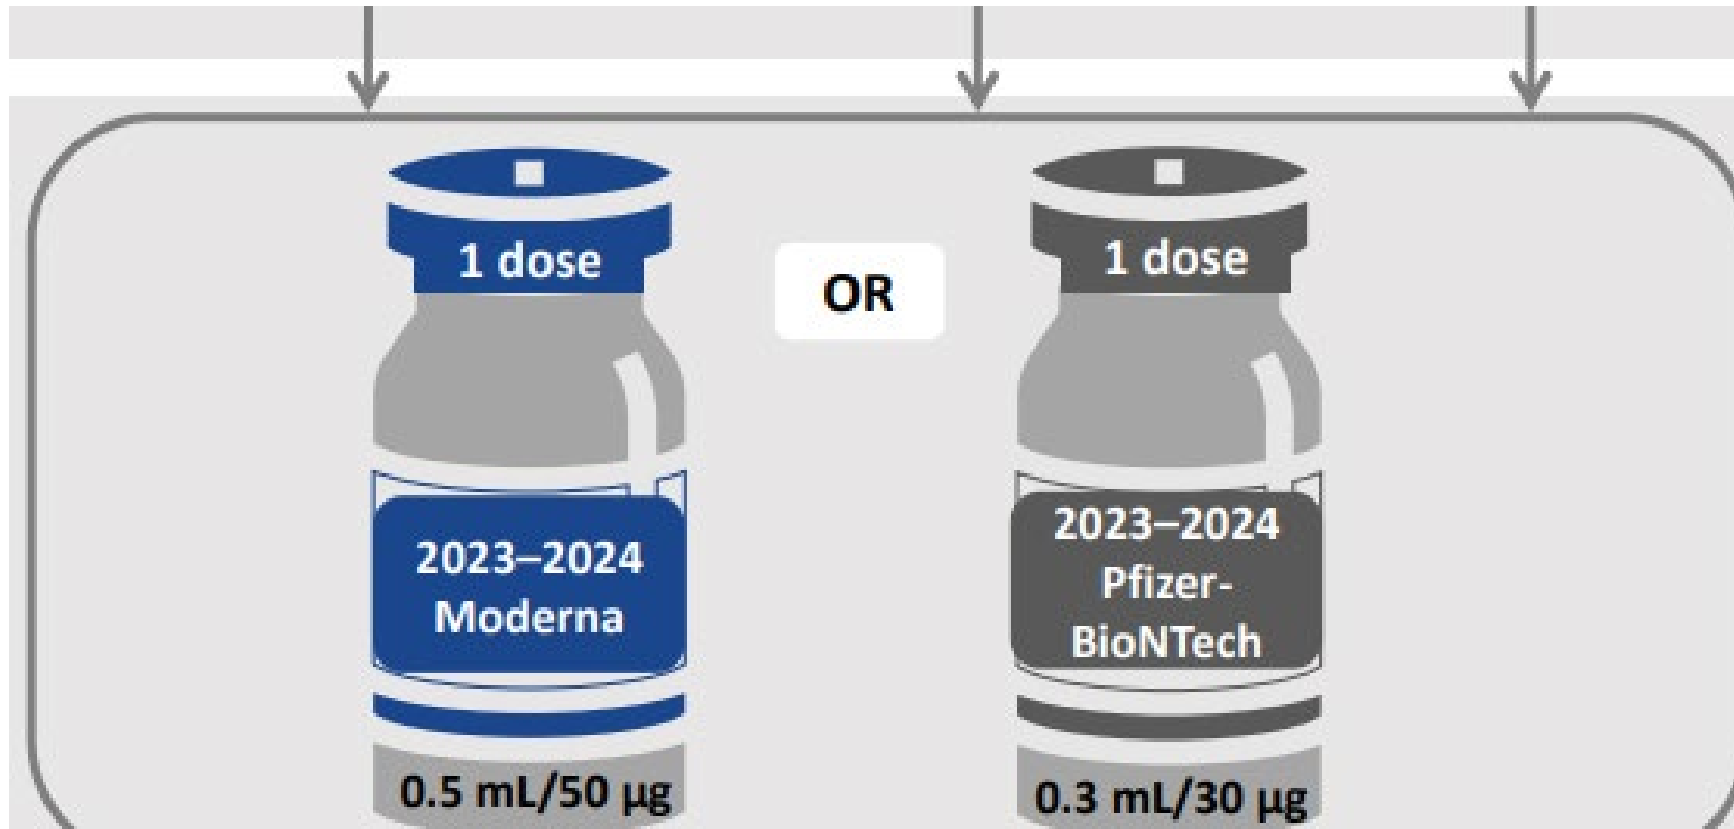 1 dose
OR
1 dose
2023–2024
Moderna
2023–2024
Pfizer-
BioNTech
0.5 mL/50 µg
0.3 mL/30 µg